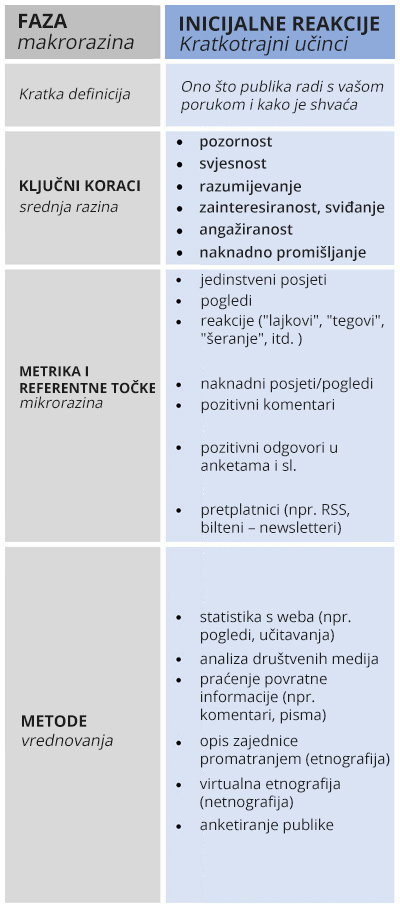 FAZA
makrorazina
INICIJALNE REAKCIJE
Kratkotrajni učinci
Kratka definicija
Ono što publika radi s vašom
porukom i kako je shvaća
KLJUČNI KORACI
srednja razina
• pozornost
• svjesnost
• razumijevanje
• zainteresiranost, sviđanje
• angažiranost
• naknadno promišljanje
METRIKA I
REFERENTNE TOČKE
mikrorazina
• jedinstveni posjeti
• pogledi
• reakcije ("lajkovi", "tegovi",
"šeranje", itd. )
• naknadni posjeti/pogledi
• pozitivni komentari
• pozitivni odgovori u
anketama i sl.
• pretplatnici (npr. RSS,
bilteni – newsletteri)
METODE
vrednovanja
• statistika s weba (npr.
pogledi, učitavanja)
• analiza društvenih medija
• praćenje povratne
informacije (npr.
komentari, pisma)
• opis zajednice
promatranjem (etnografija)
• virtualna etnografija
(netnografija)
• anketiranje publike